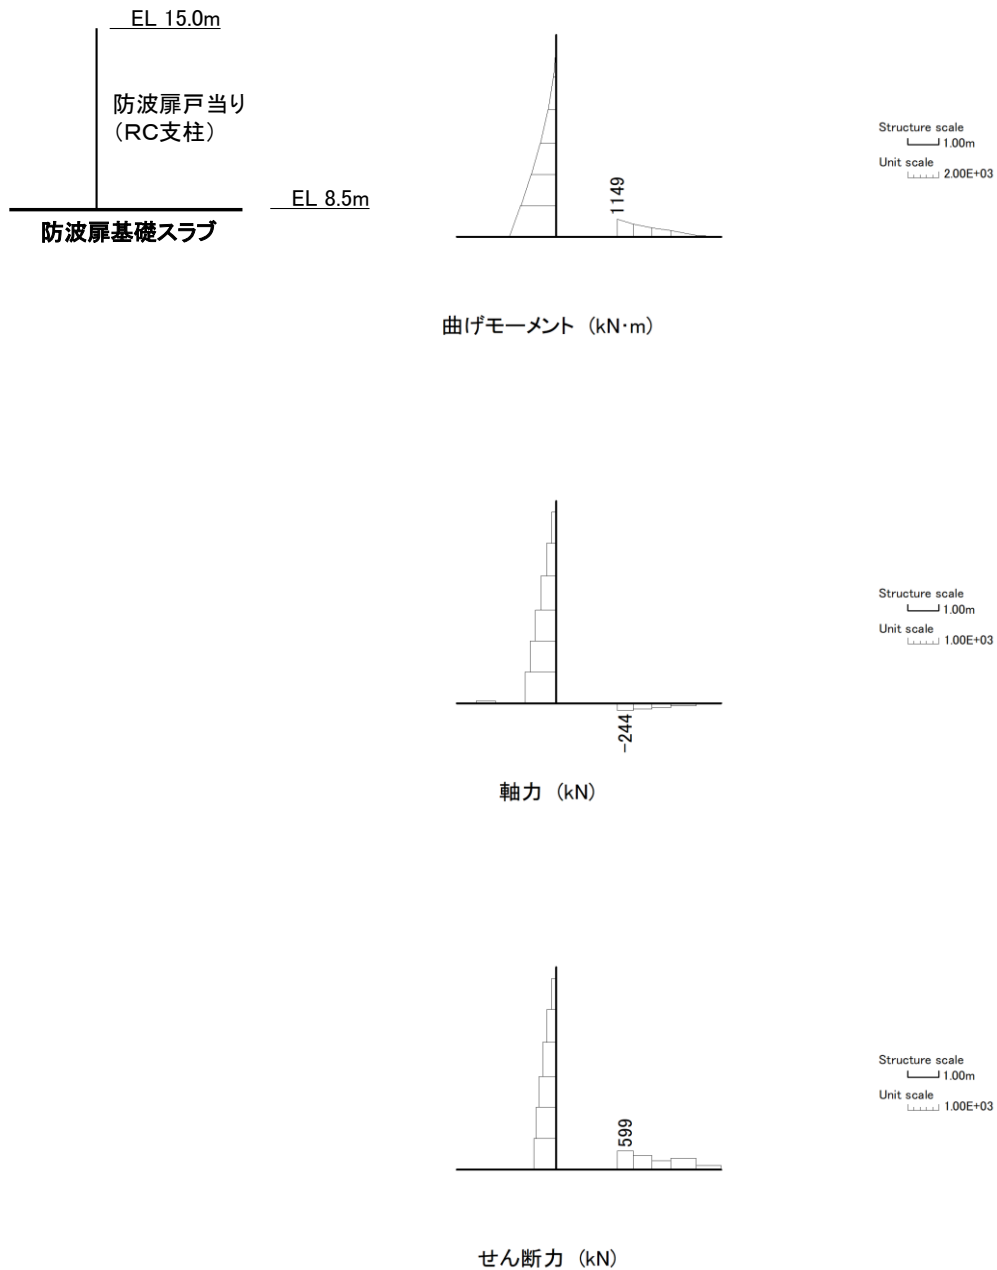 EL 15.0m
防波扉戸当り
（RC支柱）
EL 8.5m
防波扉基礎スラブ
1149
Structure scale
1.00m
Unit scale
2.00E+03
曲げモーメント (kN・m)
-244
Structure scale
1.00m
Unit scale
1.00E+03
軸力 (kN)
599
Structure scale
1.00m
Unit scale
1.00E+03
せん断力 (kN)